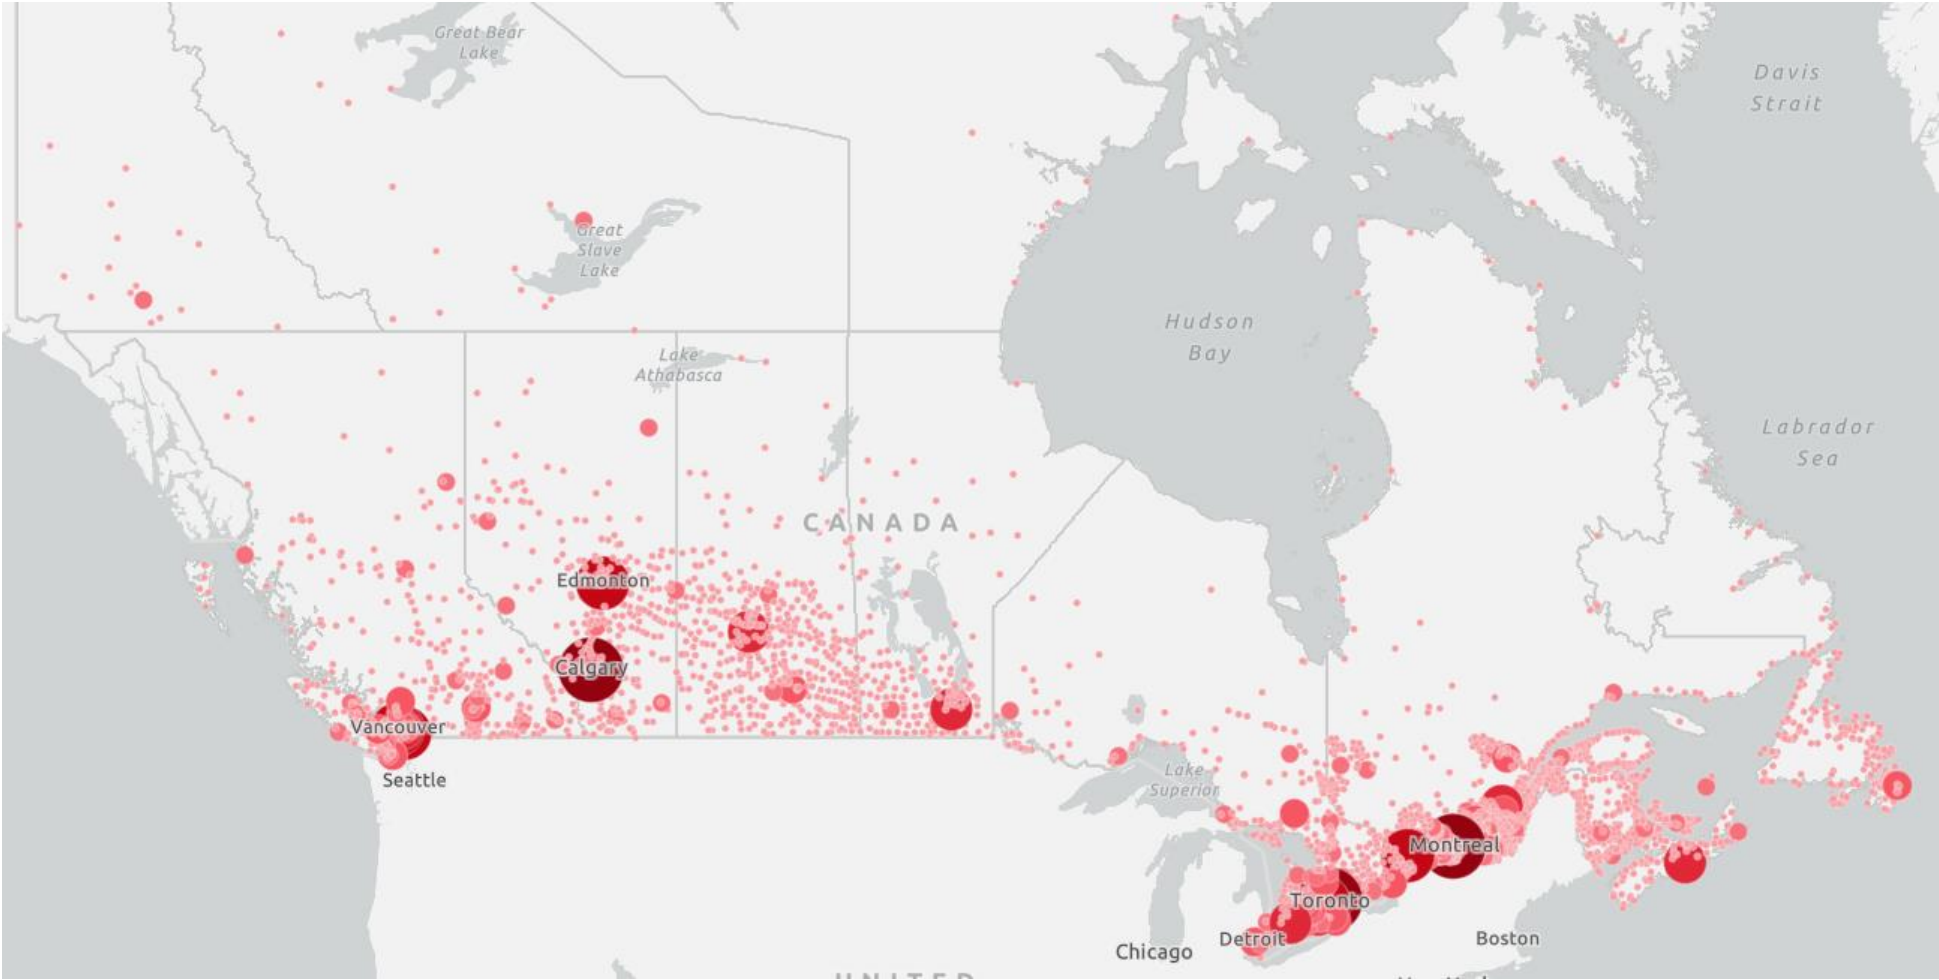 Great Bear
Lake
Davis
Strait
Great
Slave
Lake
Hudson
Bay
Lake
Athabasca
Labrador
Sea
CANADA
Edmonton
Calgary
Vancouver
Seattle
Lake
Superior
Montreal
Toronto
Detroit
Boston
Chicago
UNITED